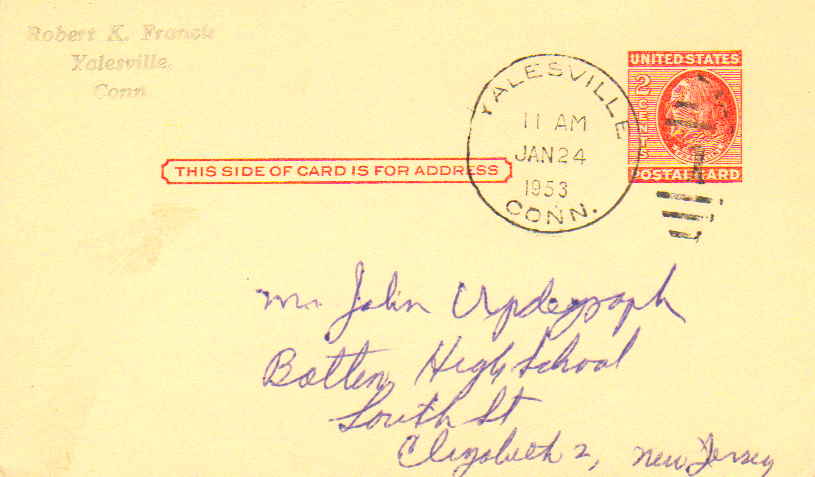 Robert K. Francis
Yalesville,
Conn
YALESVILLE
11 AM
JAN 24
1953
CONN.
UNITED STATES
2 CENTS
POSTAL CARD
THIS SIDE OF CARD IS FOR ADDRESS
Mr John Updegraph
Batten High School
South St
Elizabeth 2, New Jersey